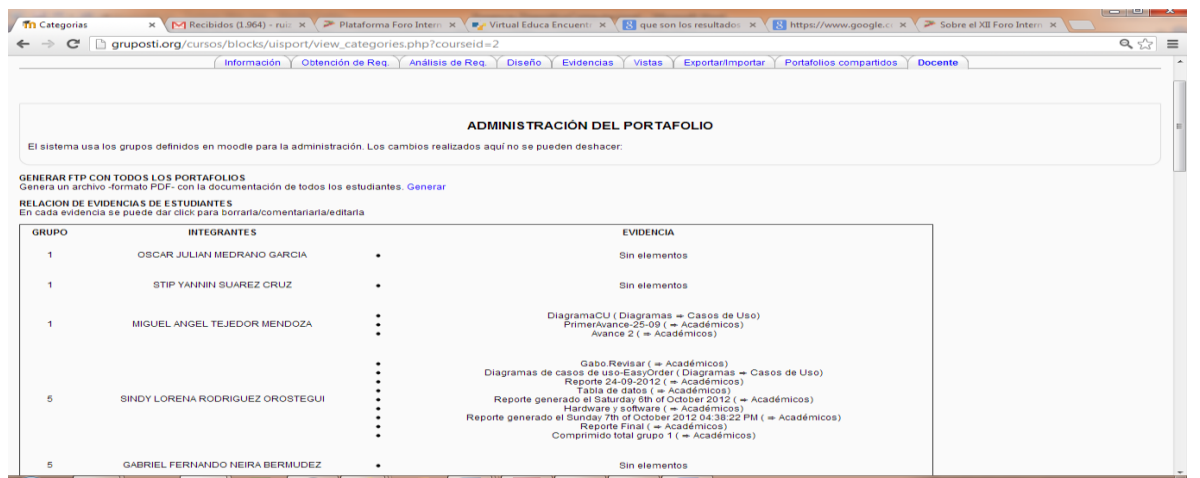 Categorias
Recibidos (1.964) - ruiz
Plataforma Foro Intern
Virtual Educa Encuentr
que son los resultados
https://www.google.c
Sobre el XII Foro Intern
gruposti.org/cursos/blocks/uisport/view_categories.php?courseid=2
Información Obtención de Req. Análisis de Req. Diseño Evidencias Vistas Exportar/Importar Portafolios compartidos Docente
ADMINISTRACIÓN DEL PORTAFOLIO
El sistema usa los grupos definidos en moodle para la administración. Los cambios realizados aquí no se pueden deshacer:
GENERAR FTP CON TODOS LOS PORTAFOLIOS
Genera un archivo -formato PDF- con la documentación de todos los estudiantes. Generar
RELACION DE EVIDENCIAS DE ESTUDIANTES
En cada evidencia se puede dar click para borrarla/comentariarla/editarla
GRUPO INTEGRANTES EVIDENCIA
1 OSCAR JULIAN MEDRANO GARCIA • Sin elementos
1 STIP YANNIN SUAREZ CRUZ • Sin elementos
• DiagramaCU ( Diagramas ⇒ Casos de Uso)
1 MIGUEL ANGEL TEJEDOR MENDOZA • PrimerAvance-25-09 ( ⇒ Académicos)
• Avance 2 ( ⇒ Académicos)
• Gabo.Revisar ( ⇒ Académicos)
• Diagramas de casos de uso-EasyOrder ( Diagramas ⇒ Casos de Uso)
• Reporte 24-09-2012 ( ⇒ Académicos)
• Tabla de datos ( ⇒ Académicos)
5 SINDY LORENA RODRIGUEZ OROSTEGUI • Reporte generado el Saturday 6th of October 2012 ( ⇒ Académicos)
• Hardware y software ( ⇒ Académicos)
• Reporte generado el Sunday 7th of October 2012 04:38:22 PM ( ⇒ Académicos)
• Reporte Final ( ⇒ Académicos)
• Comprimido total grupo 1 ( ⇒ Académicos)
5 GABRIEL FERNANDO NEIRA BERMUDEZ • Sin elementos